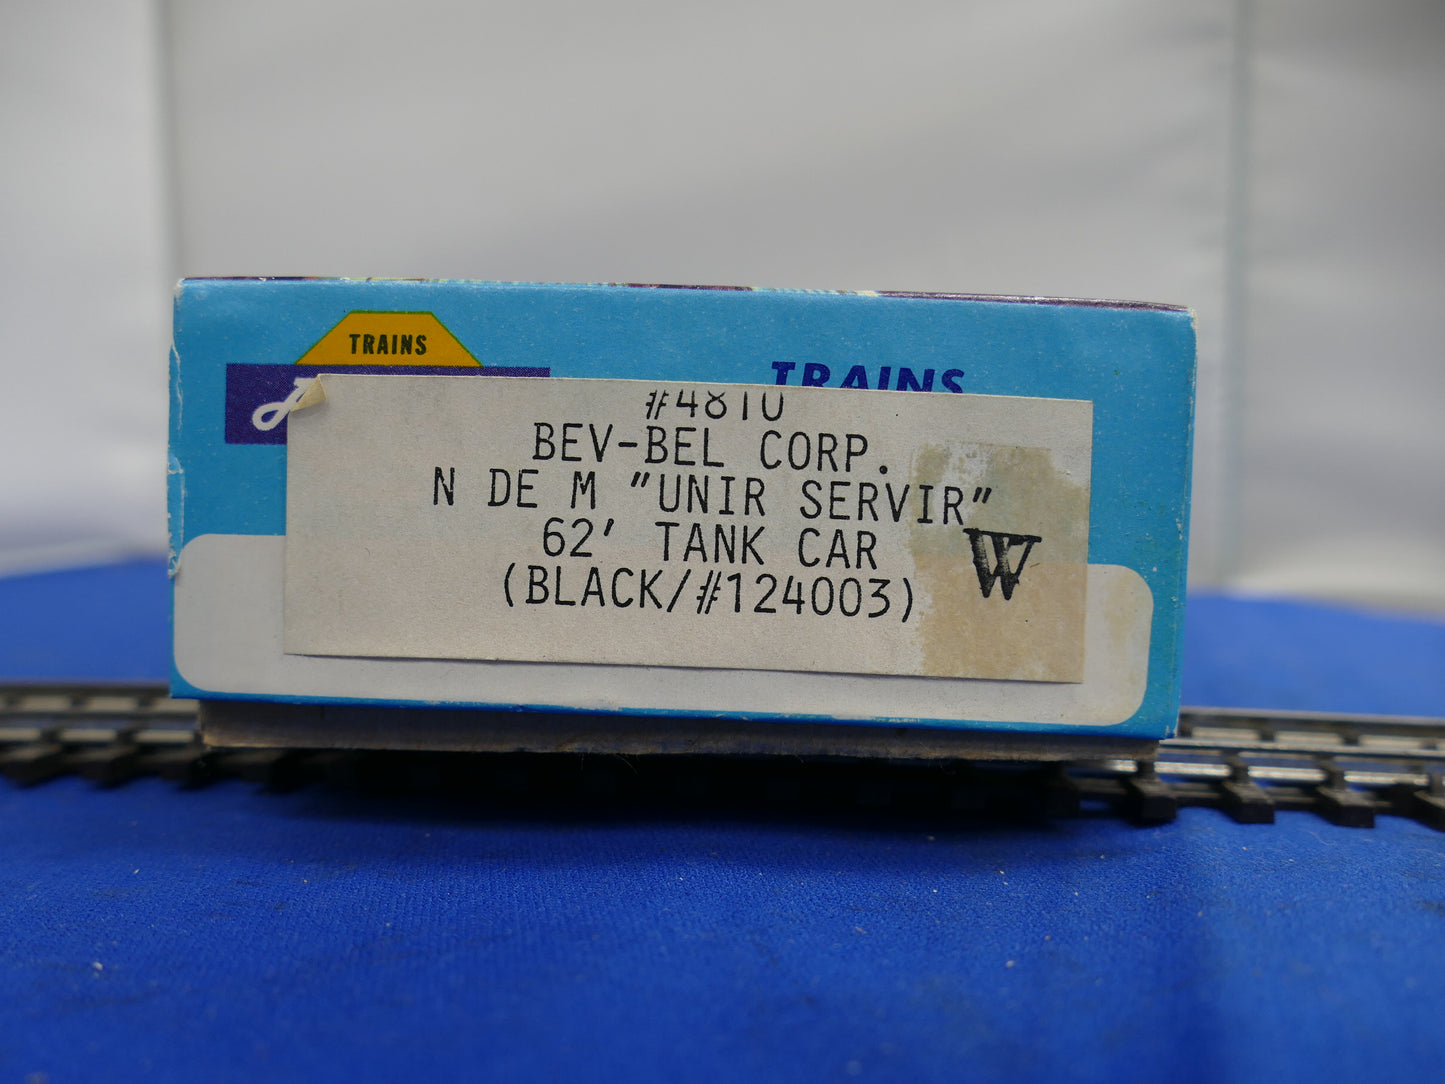 TRAINS
TRAINS
#4810
BEV-BEL CORP.
N DE M "UNIR SERVIR"
62' TANK CAR
W
(BLACK/#124003)